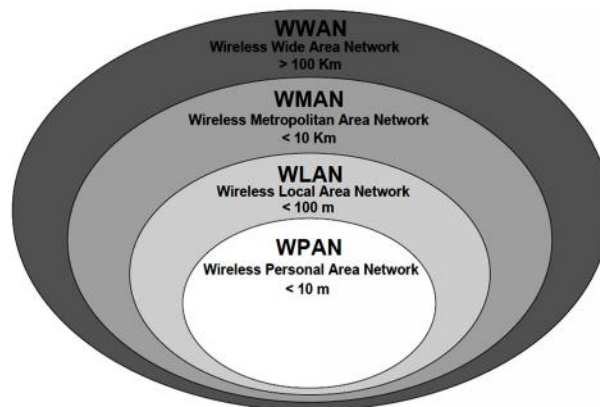 WWAN
Wireless Wide Area Network
> 100 Km
WMAN
Wireless Metropolitan Area Network
< 10 Km
WLAN
Wireless Local Area Network
< 100 m
WPAN
Wireless Personal Area Network
< 10 m